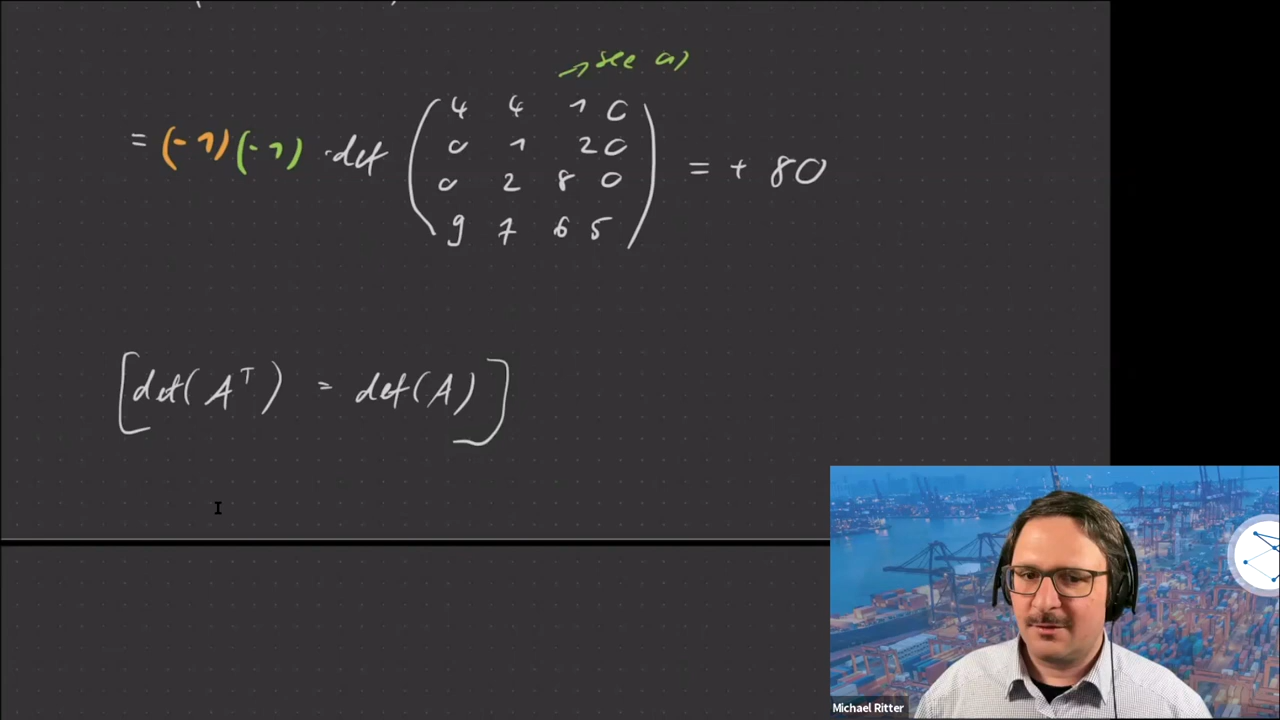 → see a)
4 4 1 0
0 1 2 0
= (-1)(-1) · det = + 80
0 2 8 0
9 7 6 5
[det(Aᵀ) = det(A)]
Michael Ritter